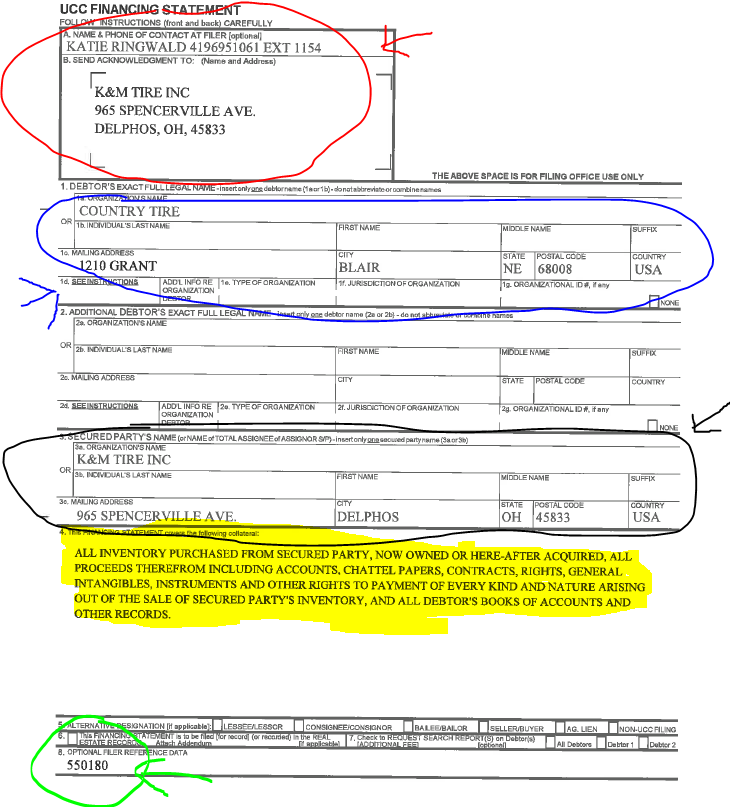 UCC FINANCING STATEMENT
FOLLOW INSTRUCTIONS (front and back) CAREFULLY
A. NAME & PHONE OF CONTACT AT FILER [optional]
KATIE RINGWALD 4196951061 EXT 1154
B. SEND ACKNOWLEDGMENT TO: (Name and Address)
K&M TIRE INC
965 SPENCERVILLE AVE.
DELPHOS, OH, 45833
THE ABOVE SPACE IS FOR FILING OFFICE USE ONLY
1. DEBTOR'S EXACT FULL LEGAL NAME - insert only one debtor name (1a or 1b) - do not abbreviate or combine names
1a. ORGANIZATION'S NAME
COUNTRY TIRE
OR
1b. INDIVIDUAL'S LAST NAME FIRST NAME MIDDLE NAME SUFFIX
1c. MAILING ADDRESS CITY STATE POSTAL CODE COUNTRY
1210 GRANT BLAIR NE 68008 USA
1d. SEE INSTRUCTIONS ADD'L INFO RE ORGANIZATION DEBTOR 1e. TYPE OF ORGANIZATION 1f. JURISDICTION OF ORGANIZATION 1g. ORGANIZATIONAL ID #, if any
NONE
2. ADDITIONAL DEBTOR'S EXACT FULL LEGAL NAME - insert only one debtor name (2a or 2b) - do not abbreviate or combine names
2a. ORGANIZATION'S NAME
OR
2b. INDIVIDUAL'S LAST NAME FIRST NAME MIDDLE NAME SUFFIX
2c. MAILING ADDRESS CITY STATE POSTAL CODE COUNTRY
2d. SEE INSTRUCTIONS ADD'L INFO RE ORGANIZATION DEBTOR 2e. TYPE OF ORGANIZATION 2f. JURISDICTION OF ORGANIZATION 2g. ORGANIZATIONAL ID #, if any
NONE
3. SECURED PARTY'S NAME (or NAME of TOTAL ASSIGNEE of ASSIGNOR S/P) - insert only one secured party name (3a or 3b)
3a. ORGANIZATION'S NAME
K&M TIRE INC
OR
3b. INDIVIDUAL'S LAST NAME FIRST NAME MIDDLE NAME SUFFIX
3c. MAILING ADDRESS CITY STATE POSTAL CODE COUNTRY
965 SPENCERVILLE AVE. DELPHOS OH 45833 USA
4. This FINANCING STATEMENT covers the following collateral:
ALL INVENTORY PURCHASED FROM SECURED PARTY, NOW OWNED OR HERE-AFTER ACQUIRED, ALL
PROCEEDS THEREFROM INCLUDING ACCOUNTS, CHATTEL PAPERS, CONTRACTS, RIGHTS, GENERAL
INTANGIBLES, INSTRUMENTS AND OTHER RIGHTS TO PAYMENT OF EVERY KIND AND NATURE ARISING
OUT OF THE SALE OF SECURED PARTY'S INVENTORY, AND ALL DEBTOR'S BOOKS OF ACCOUNTS AND
OTHER RECORDS.
5. ALTERNATIVE DESIGNATION [if applicable]: LESSEE/LESSOR CONSIGNEE/CONSIGNOR BAILEE/BAILOR SELLER/BUYER AG. LIEN NON-UCC FILING
6. This FINANCING STATEMENT is to be filed [for record] (or recorded) in the REAL ESTATE RECORDS. Attach Addendum [if applicable] 7. Check to REQUEST SEARCH REPORT(S) on Debtor(s) [ADDITIONAL FEE] [optional] All Debtors Debtor 1 Debtor 2
8. OPTIONAL FILER REFERENCE DATA
550180